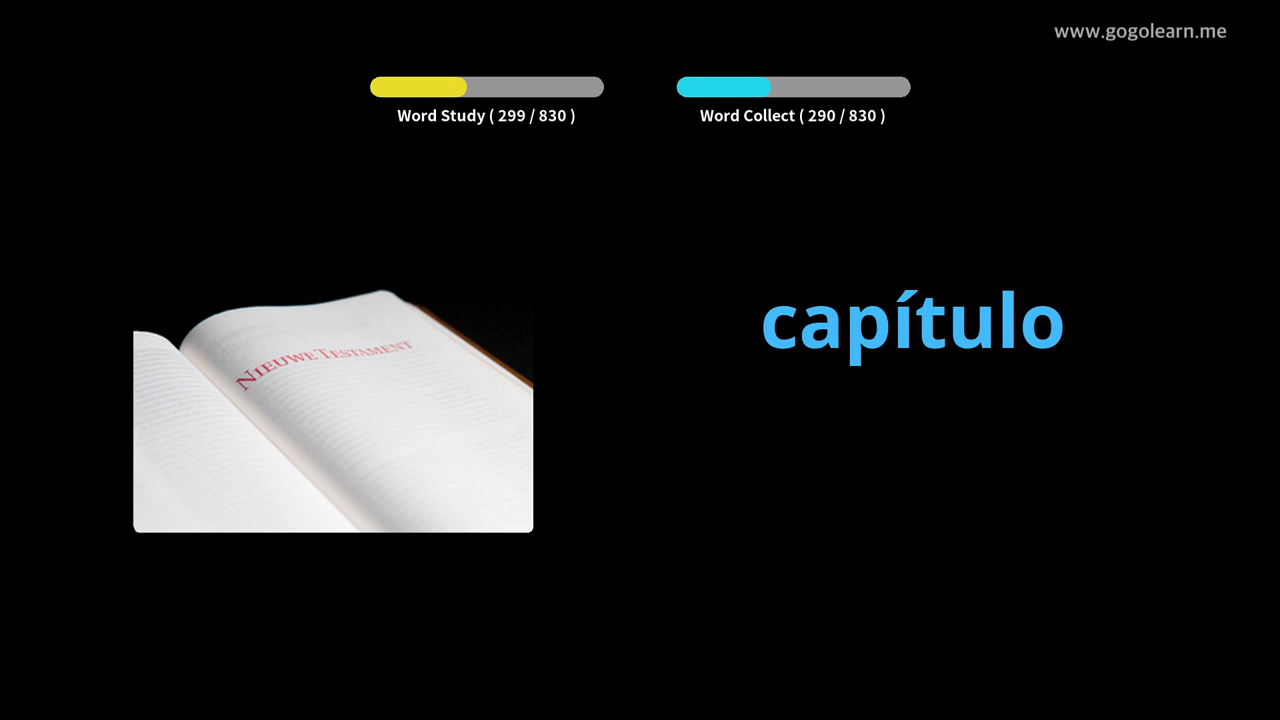 www.gogolearn.me
Word Study ( 299 / 830 )
Word Collect ( 290 / 830 )
NIEUWE TESTAMENT
capítulo